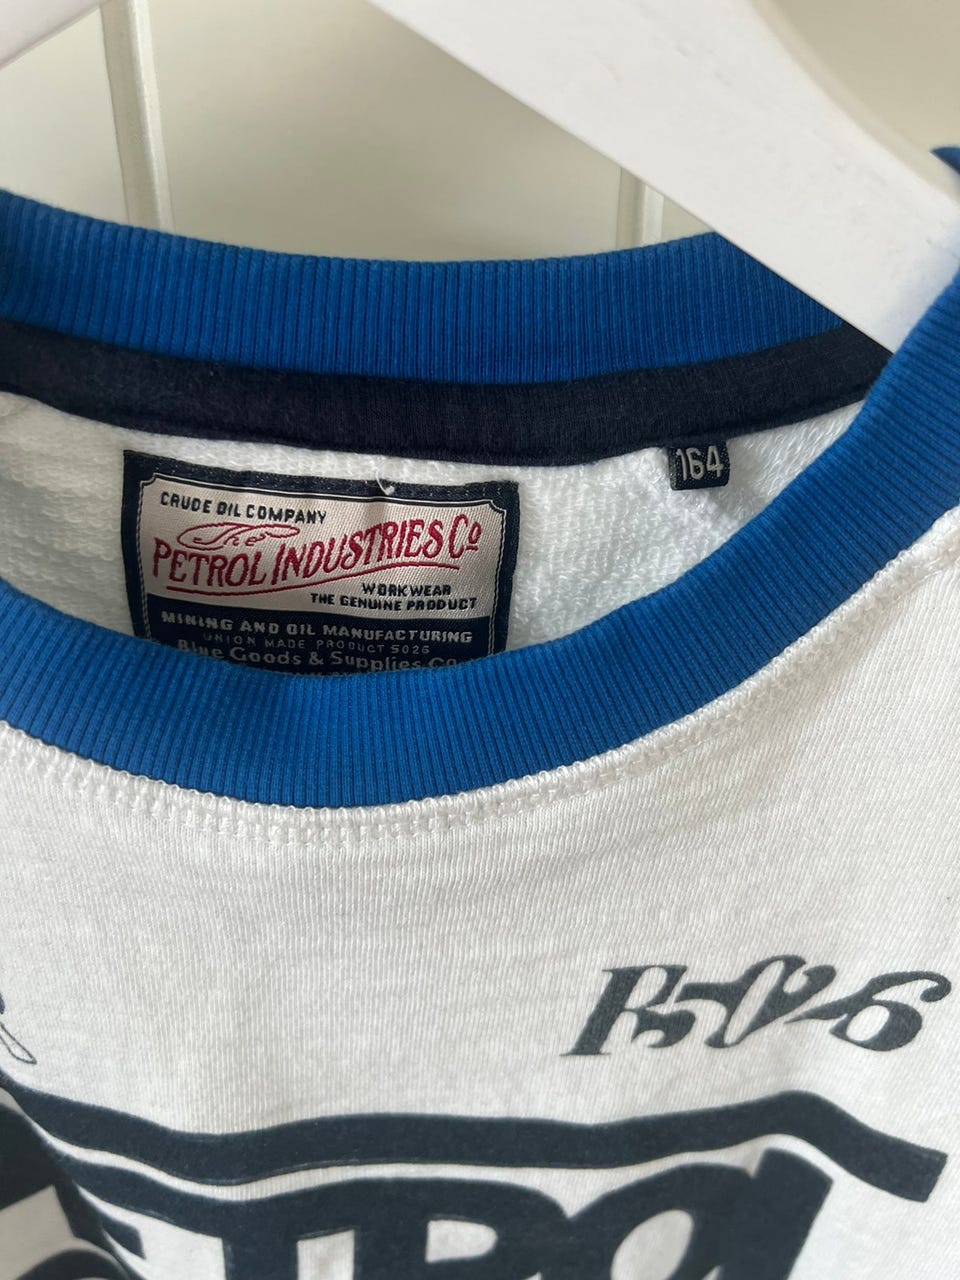 164
CRUDE OIL COMPANY
The
PETROL INDUSTRIES Co
WORKWEAR
THE GENUINE PRODUCT
MINING AND OIL MANUFACTURING
UNION MADE PRODUCT 5026
Blue Goods & Supplies Co.
P.5026